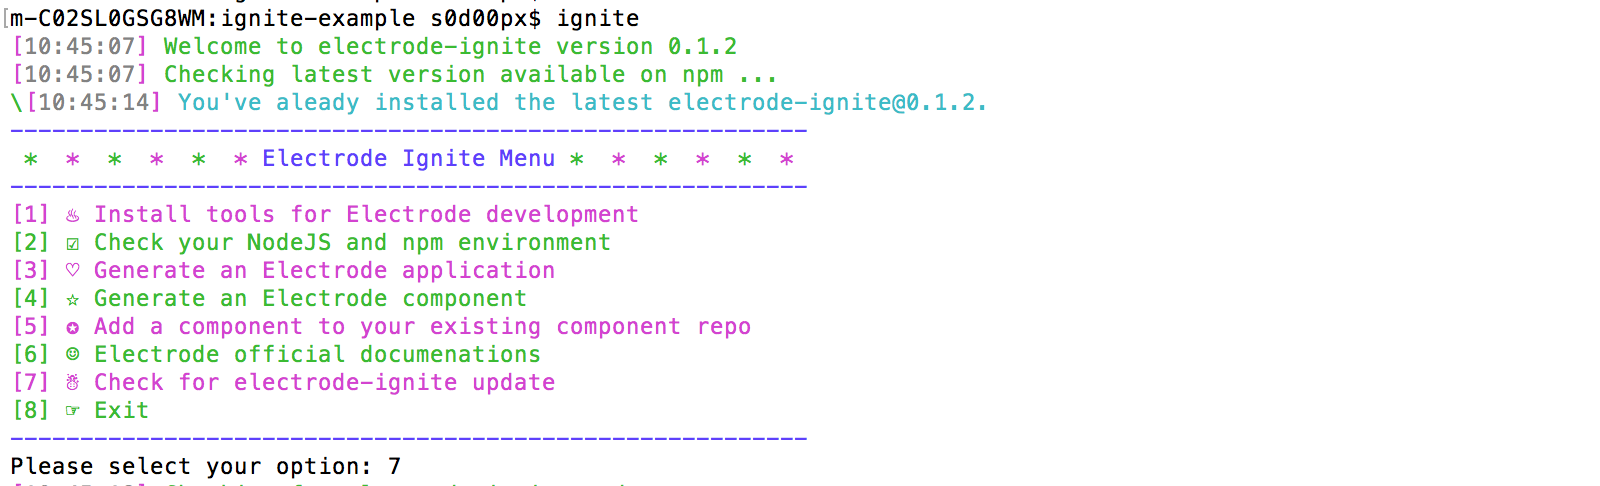 m-C02SL0GSG8WM:ignite-example s0d00px$ ignite
[10:45:07] Welcome to electrode-ignite version 0.1.2
[10:45:07] Checking latest version available on npm ...
\[10:45:14] You've aleady installed the latest electrode-ignite@0.1.2.
---------------------------------------------------------
* * * * * * Electrode Ignite Menu * * * * * *
---------------------------------------------------------
[1] ♨ Install tools for Electrode development
[2] ☑ Check your NodeJS and npm environment
[3] ♡ Generate an Electrode application
[4] ☆ Generate an Electrode component
[5] ✪ Add a component to your existing component repo
[6] ☺ Electrode official documenations
[7] ☃ Check for electrode-ignite update
[8] ☞ Exit
---------------------------------------------------------
Please select your option: 7